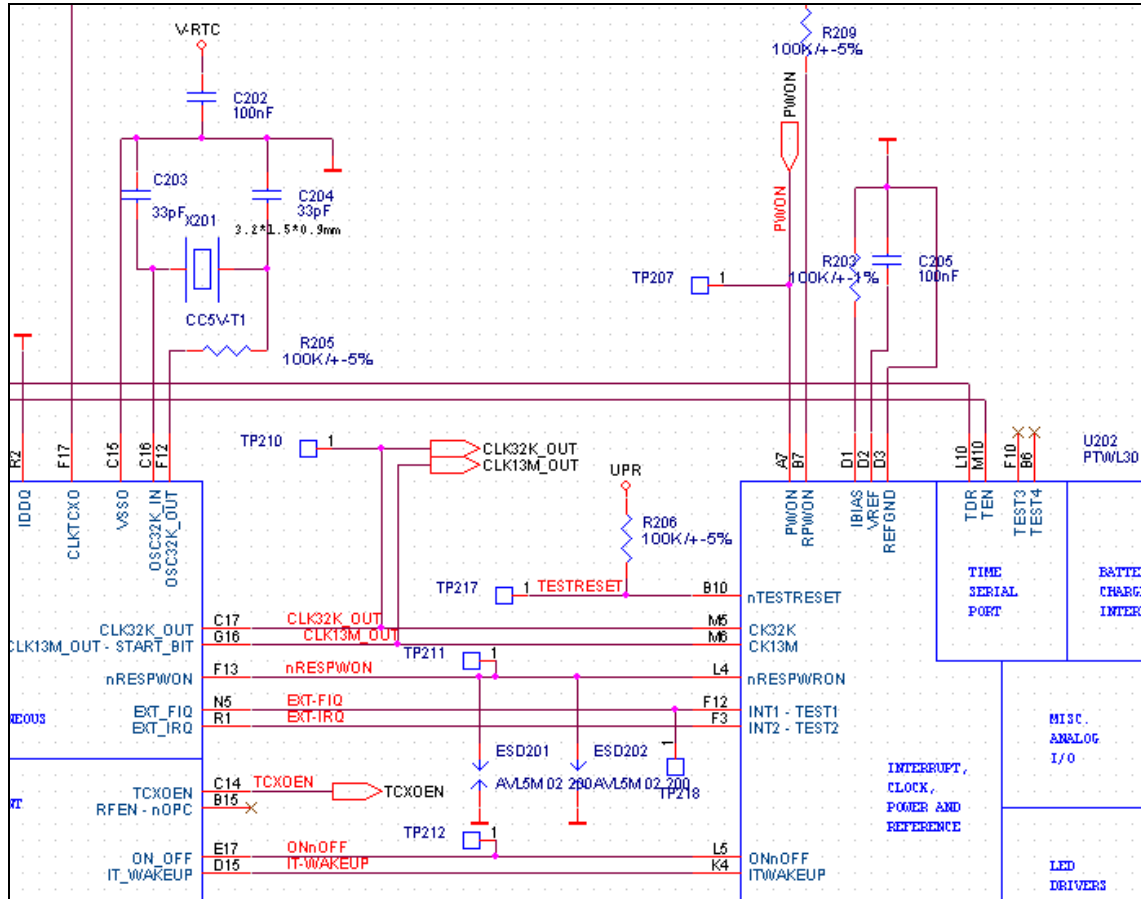 V-RTC
C202
100nF
C203
33pF
C204
33pF
X201
3.2*1.5*0.9mm
CC5V-T1
R205
100K/+-5%
R209
100K/+-5%
PWON
PWON
TP207
1
R203
100K/+-1%
C205
100nF
R2
F17
C15
C16
F12
TP210
1
CLK32K_OUT
CLK13M_OUT
A7
B7
D1
D2
D3
L10
M10
F10
B6
U202
PTWL30
IDDQ
CLKTCXO
VSSO
OSC32K_IN
OSC32K_OUT
UPR
R206
100K/+-5%
PWON
RPWON
IBIAS
VREF
REFGND
TDR
TEN
TEST3
TEST4
TIME
SERIAL
PORT
BATTE
CHARG
INTER
TP217
1
TESTRESET
B10
nTESTRESET
CLK32K_OUT
C17
CLK32K_OUT
M5
CK32K
CLK13M_OUT - START_BIT
G16
CLK13M_OUT
M6
CK13M
TP211
1
nRESPWON
F13
nRESPWON
L4
nRESPWRON
EXT_FIQ
N5
EXT-FIQ
F12
INT1 - TEST1
EXT_IRQ
R1
EXT-IRQ
F3
INT2 - TEST2
NEOUS
ESD201
AVL5M 02 200
ESD202
AVL5M 02 200
1
TP218
MISC.
ANALOG
I/O
INTERRUPT,
CLOCK,
POWER AND
REFERENCE
TCXOEN
C14
TCXOEN
TCXOEN
RFEN - nOPC
B15
NT
TP212
1
ON_OFF
E17
ONnOFF
L5
ONnOFF
IT_WAKEUP
D15
IT-WAKEUP
K4
ITWAKEUP
LED
DRIVERS